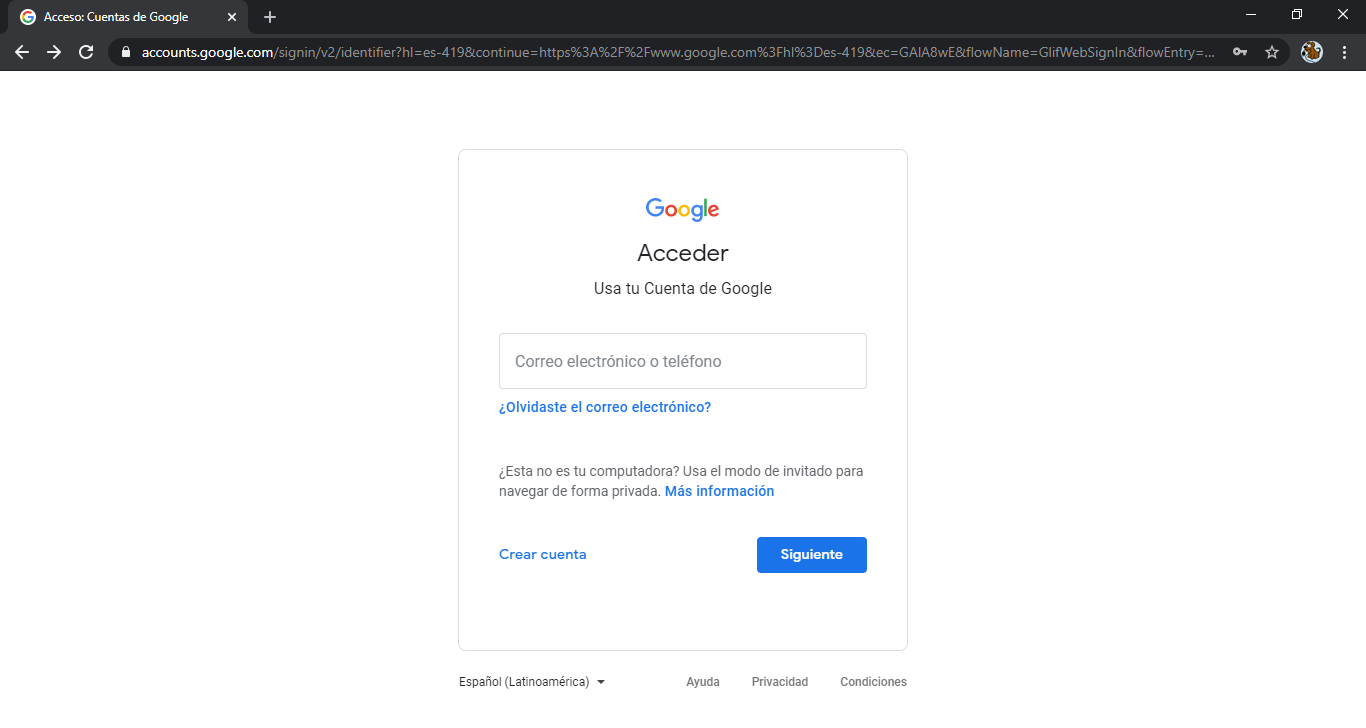 Acceso: Cuentas de Google
accounts.google.com/signin/v2/identifier?hl=es-419&continue=https%3A%2F%2Fwww.google.com%3Fhl%3Des-419&ec=GAlA8wE&flowName=GlifWebSignIn&flowEntry=...
Google
Acceder
Usa tu Cuenta de Google
Correo electrónico o teléfono
¿Olvidaste el correo electrónico?
¿Esta no es tu computadora? Usa el modo de invitado para
navegar de forma privada. Más información
Crear cuenta Siguiente
Español (Latinoamérica) Ayuda Privacidad Condiciones